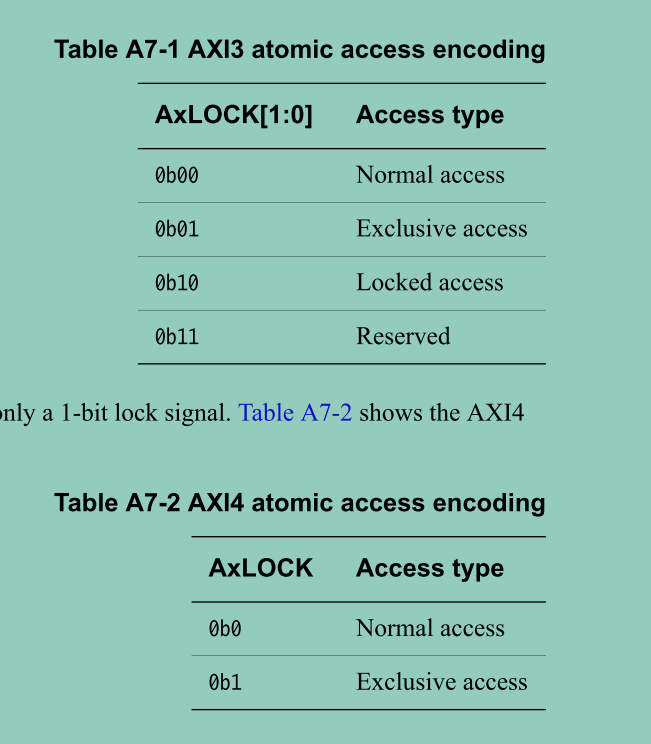 Table A7-1 AXI3 atomic access encoding
AxLOCK[1:0] Access type
0b00 Normal access
0b01 Exclusive access
0b10 Locked access
0b11 Reserved
only a 1-bit lock signal. Table A7-2 shows the AXI4
Table A7-2 AXI4 atomic access encoding
AxLOCK Access type
0b0 Normal access
0b1 Exclusive access